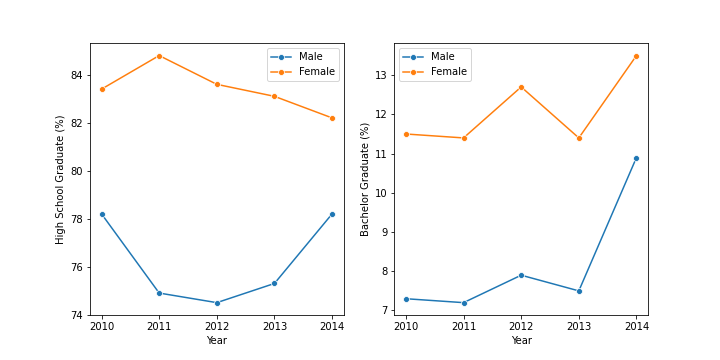 High School Graduate (%)
84
82
80
78
76
74
Male
Female
2010 2011 2012 2013 2014
Year
Bachelor Graduate (%)
13
12
11
10
9
8
7
Male
Female
2010 2011 2012 2013 2014
Year